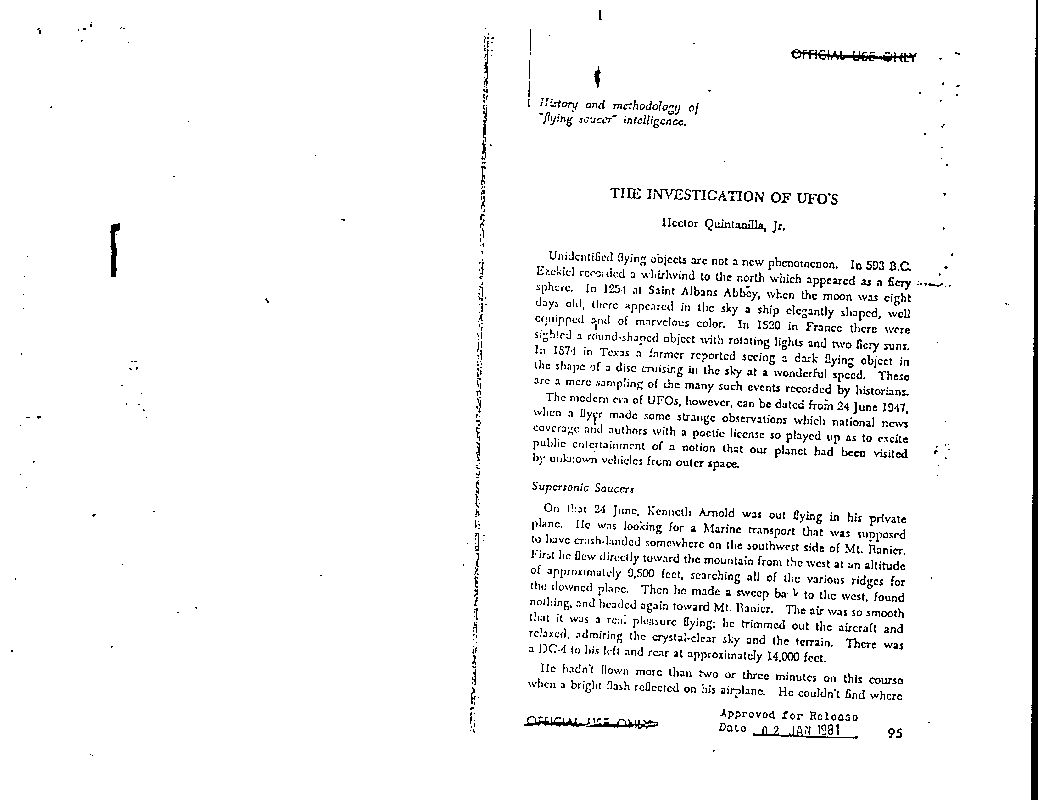 OFFICIAL USE ONLY
History and methodology of
"flying saucer" intelligence.
THE INVESTIGATION OF UFO'S
Hector Quintanilla, Jr.
Unidentified flying objects are not a new phenomenon. In 593 B.C.
Ezekiel recorded a whirlwind to the north which appeared as a fiery
sphere. In 1254 at Saint Albans Abbey, when the moon was eight
days old, there appeared in the sky a ship elegantly shaped, well
equipped and of marvelous color. In 1520 in France there were
sighted a round-shaped object with rotating lights and two fiery suns.
In 1874 in Texas a farmer reported seeing a dark flying object in
the shape of a disc cruising in the sky at a wonderful speed. These
are a mere sampling of the many such events recorded by historians.
The modern era of UFOs, however, can be dated from 24 June 1947,
when a flyer made some strange observations which national news
coverage and authors with a poetic license so played up as to excite
public entertainment of a notion that our planet had been visited
by unknown vehicles from outer space.
Supersonic Saucers
On that 24 June, Kenneth Arnold was out flying in his private
plane. He was looking for a Marine transport that was supposed
to have crash-landed somewhere on the southwest side of Mt. Ranier.
First he flew directly toward the mountain from the west at an altitude
of approximately 9,500 feet, searching all of the various ridges for
the downed plane. Then he made a sweep back to the west, found
nothing, and headed again toward Mt. Ranier. The air was so smooth
that it was a real pleasure flying; he trimmed out the aircraft and
relaxed, admiring the crystal-clear sky and the terrain. There was
a DC-4 to his left and rear at approximately 14,000 feet.
He hadn't flown more than two or three minutes on this course
when a bright flash reflected on his airplane. He couldn't find where
OFFICIAL USE ONLY
Approved for Release
Date 02 JAN 1981
95